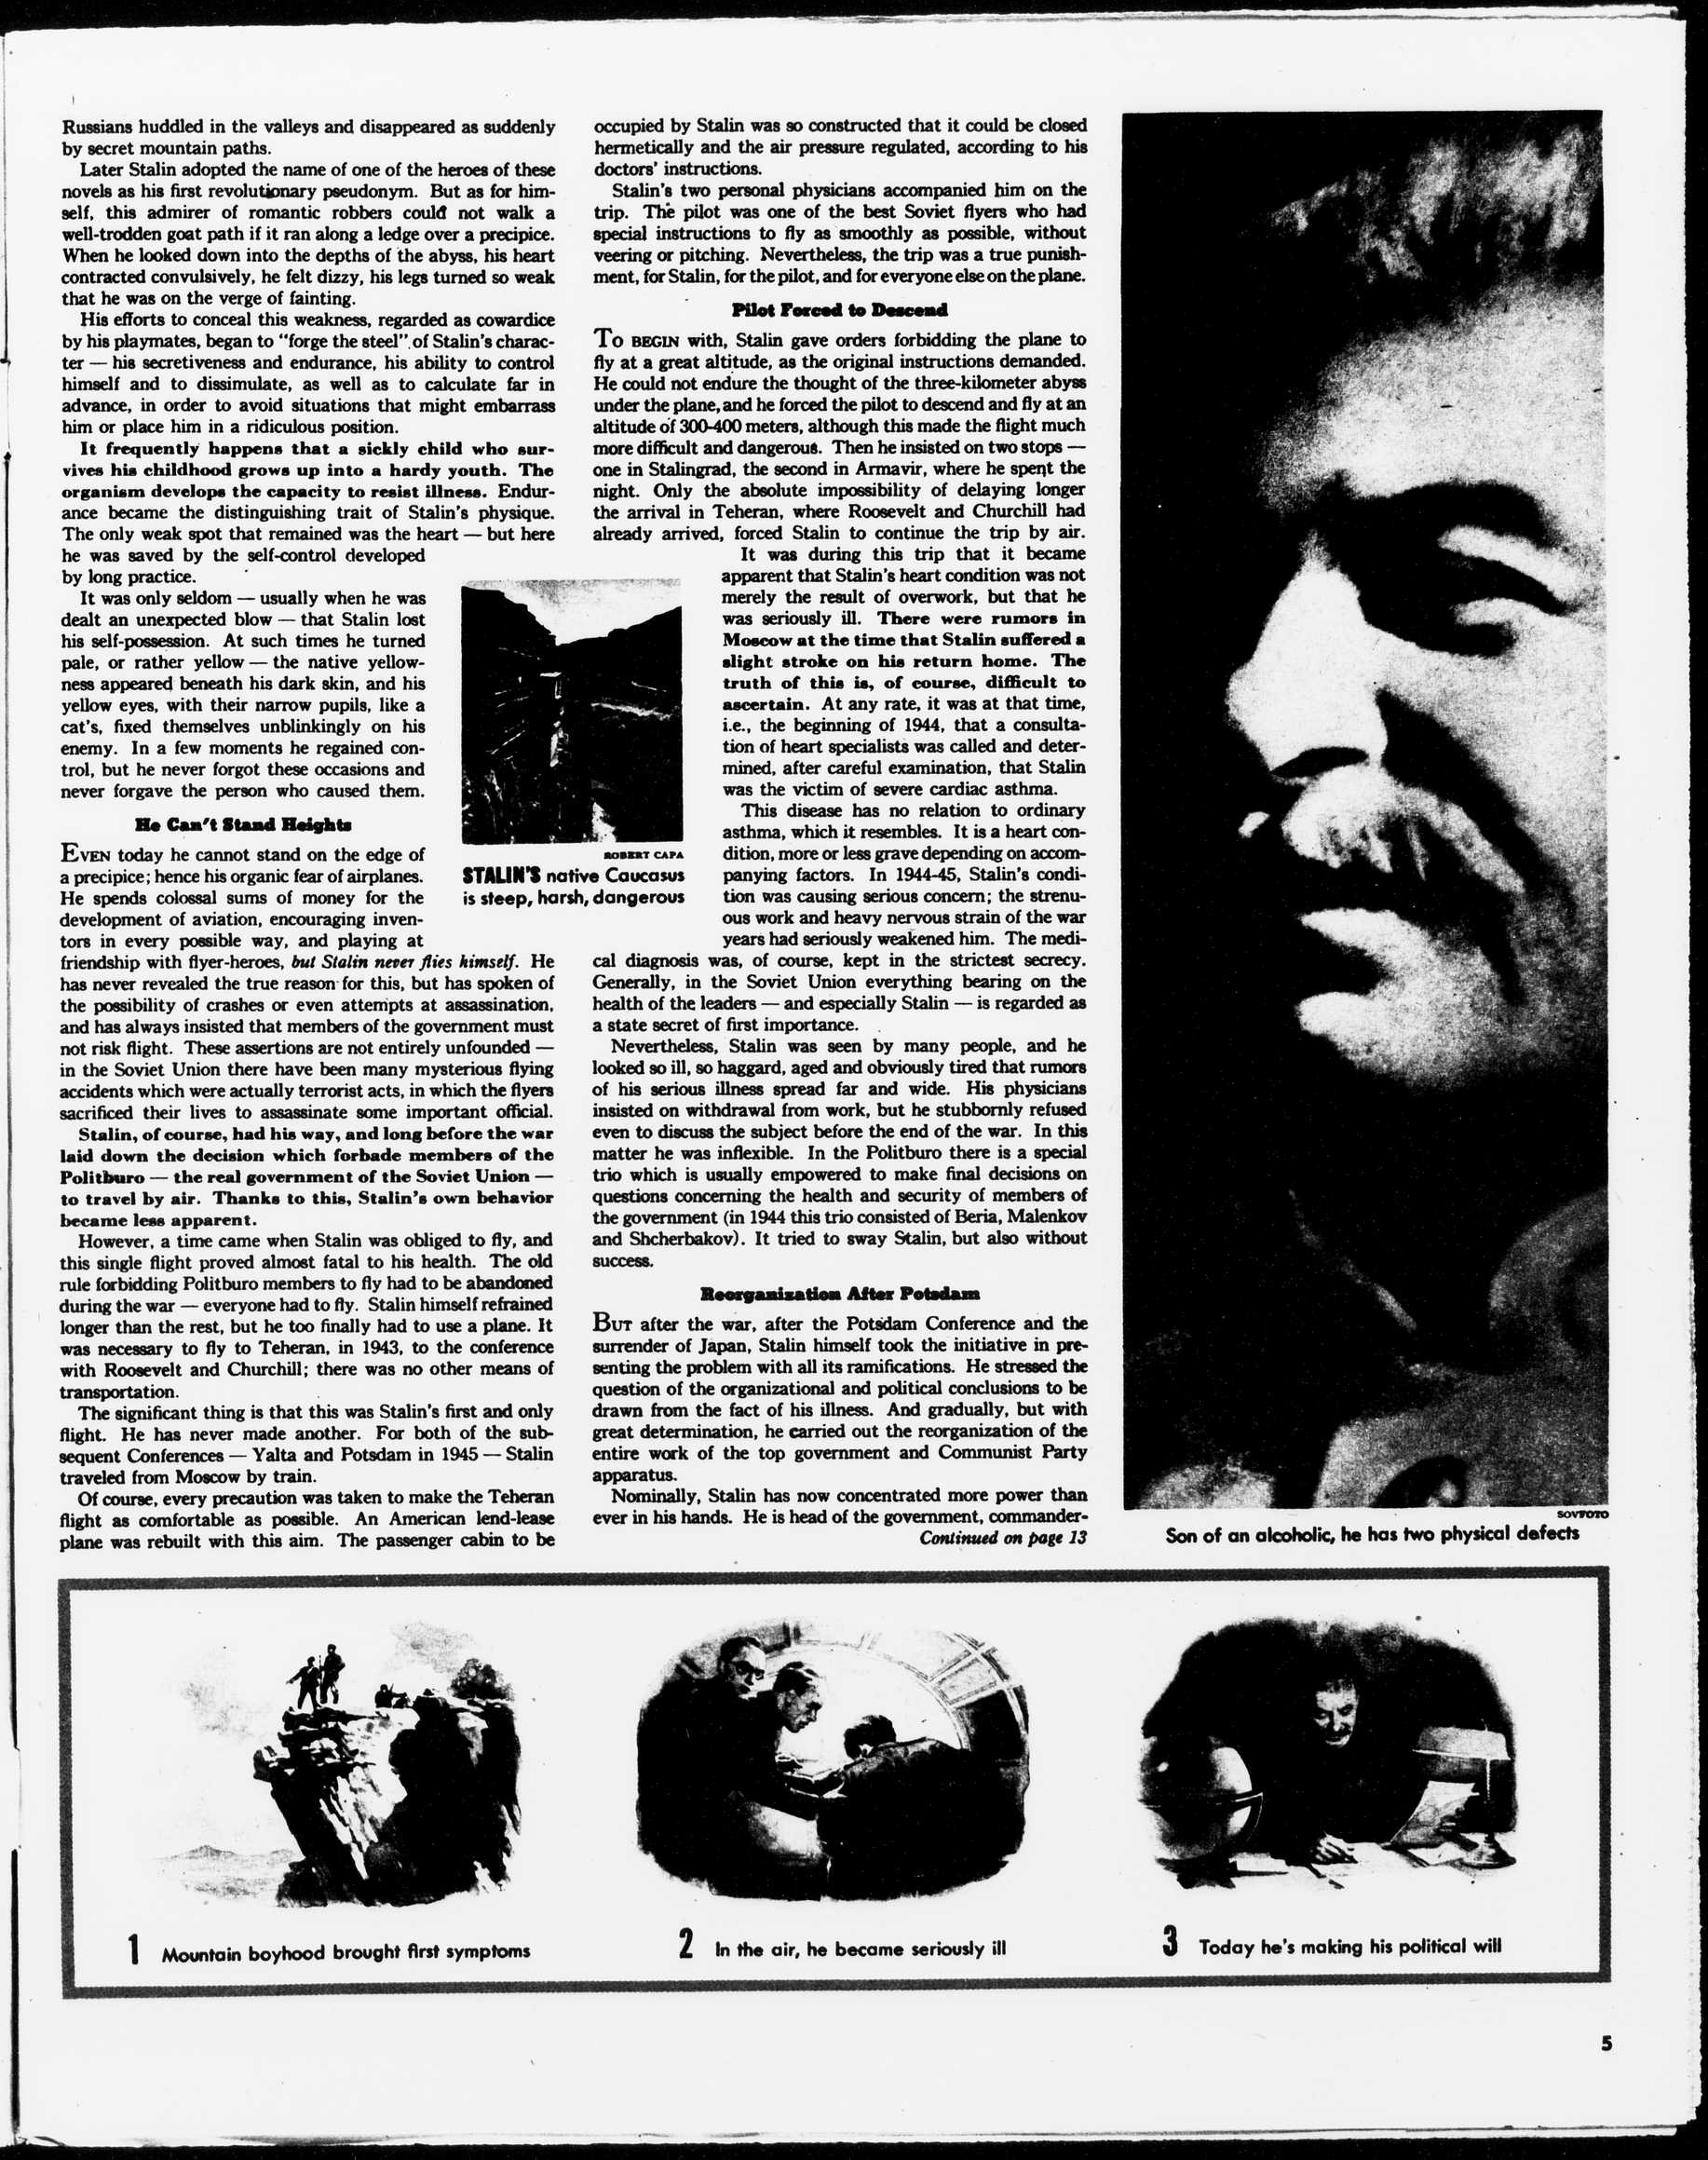 Russians huddled in the valleys and disappeared as suddenly
by secret mountain paths.
Later Stalin adopted the name of one of the heroes of these
novels as his first revolutionary pseudonym. But as for him-
self, this admirer of romantic robbers could not walk a
well-trodden goat path if it ran along a ledge over a precipice.
When he looked down into the depths of the abyss, his heart
contracted convulsively, he felt dizzy, his legs turned so weak
that he was on the verge of fainting.
His efforts to conceal this weakness, regarded as cowardice
by his playmates, began to "forge the steel" of Stalin's charac-
ter — his secretiveness and endurance, his ability to control
himself and to dissimulate, as well as to calculate far in
advance, in order to avoid situations that might embarrass
him or place him in a ridiculous position.
It frequently happens that a sickly child who sur-
vives his childhood grows up into a hardy youth. The
organism develops the capacity to resist illness. Endur-
ance became the distinguishing trait of Stalin's physique.
The only weak spot that remained was the heart — but here
he was saved by the self-control developed
by long practice.
It was only seldom — usually when he was
dealt an unexpected blow — that Stalin lost
his self-possession. At such times he turned
pale, or rather yellow — the native yellow-
ness appeared beneath his dark skin, and his
yellow eyes, with their narrow pupils, like a
cat's, fixed themselves unblinkingly on his
enemy. In a few moments he regained con-
trol, but he never forgot these occasions and
never forgave the person who caused them.
He Can't Stand Heights
EVEN today he cannot stand on the edge of
a precipice; hence his organic fear of airplanes.
He spends colossal sums of money for the
development of aviation, encouraging inven-
tors in every possible way, and playing at
friendship with flyer-heroes, but Stalin never flies himself. He
has never revealed the true reason for this, but has spoken of
the possibility of crashes or even attempts at assassination,
and has always insisted that members of the government must
not risk flight. These assertions are not entirely unfounded —
in the Soviet Union there have been many mysterious flying
accidents which were actually terrorist acts, in which the flyers
sacrificed their lives to assassinate some important official.
Stalin, of course, had his way, and long before the war
laid down the decision which forbade members of the
Politburo — the real government of the Soviet Union —
to travel by air. Thanks to this, Stalin's own behavior
became less apparent.
However, a time came when Stalin was obliged to fly, and
this single flight proved almost fatal to his health. The old
rule forbidding Politburo members to fly had to be abandoned
during the war — everyone had to fly. Stalin himself refrained
longer than the rest, but he too finally had to use a plane. It
was necessary to fly to Teheran, in 1943, to the conference
with Roosevelt and Churchill; there was no other means of
transportation.
The significant thing is that this was Stalin's first and only
flight. He has never made another. For both of the sub-
sequent Conferences — Yalta and Potsdam in 1945 — Stalin
traveled from Moscow by train.
Of course, every precaution was taken to make the Teheran
flight as comfortable as possible. An American lend-lease
plane was rebuilt with this aim. The passenger cabin to be
ROBERT CAPA
STALIN'S native Caucasus
is steep, harsh, dangerous
occupied by Stalin was so constructed that it could be closed
hermetically and the air pressure regulated, according to his
doctors' instructions.
Stalin's two personal physicians accompanied him on the
trip. The pilot was one of the best Soviet flyers who had
special instructions to fly as smoothly as possible, without
veering or pitching. Nevertheless, the trip was a true punish-
ment, for Stalin, for the pilot, and for everyone else on the plane.
Pilot Forced to Descend
TO BEGIN with, Stalin gave orders forbidding the plane to
fly at a great altitude, as the original instructions demanded.
He could not endure the thought of the three-kilometer abyss
under the plane, and he forced the pilot to descend and fly at an
altitude of 300-400 meters, although this made the flight much
more difficult and dangerous. Then he insisted on two stops —
one in Stalingrad, the second in Armavir, where he spent the
night. Only the absolute impossibility of delaying longer
the arrival in Teheran, where Roosevelt and Churchill had
already arrived, forced Stalin to continue the trip by air.
It was during this trip that it became
apparent that Stalin's heart condition was not
merely the result of overwork, but that he
was seriously ill. There were rumors in
Moscow at the time that Stalin suffered a
slight stroke on his return home. The
truth of this is, of course, difficult to
ascertain. At any rate, it was at that time,
i.e., the beginning of 1944, that a consulta-
tion of heart specialists was called and deter-
mined, after careful examination, that Stalin
was the victim of severe cardiac asthma.
This disease has no relation to ordinary
asthma, which it resembles. It is a heart con-
dition, more or less grave depending on accom-
panying factors. In 1944-45, Stalin's condi-
tion was causing serious concern; the strenu-
ous work and heavy nervous strain of the war
years had seriously weakened him. The medi-
cal diagnosis was, of course, kept in the strictest secrecy.
Generally, in the Soviet Union everything bearing on the
health of the leaders — and especially Stalin — is regarded as
a state secret of first importance.
Nevertheless, Stalin was seen by many people, and he
looked so ill, so haggard, aged and obviously tired that rumors
of his serious illness spread far and wide. His physicians
insisted on withdrawal from work, but he stubbornly refused
even to discuss the subject before the end of the war. In this
matter he was inflexible. In the Politburo there is a special
trio which is usually empowered to make final decisions on
questions concerning the health and security of members of
the government (in 1944 this trio consisted of Beria, Malenkov
and Shcherbakov). It tried to sway Stalin, but also without
success.
Reorganization After Potsdam
BUT after the war, after the Potsdam Conference and the
surrender of Japan, Stalin himself took the initiative in pre-
senting the problem with all its ramifications. He stressed the
question of the organizational and political conclusions to be
drawn from the fact of his illness. And gradually, but with
great determination, he carried out the reorganization of the
entire work of the top government and Communist Party
apparatus.
Nominally, Stalin has now concentrated more power than
ever in his hands. He is head of the government, commander-
Continued on page 13
SOVFOTO
Son of an alcoholic, he has two physical defects
1 Mountain boyhood brought first symptoms
2 In the air, he became seriously ill
3 Today he's making his political will
5